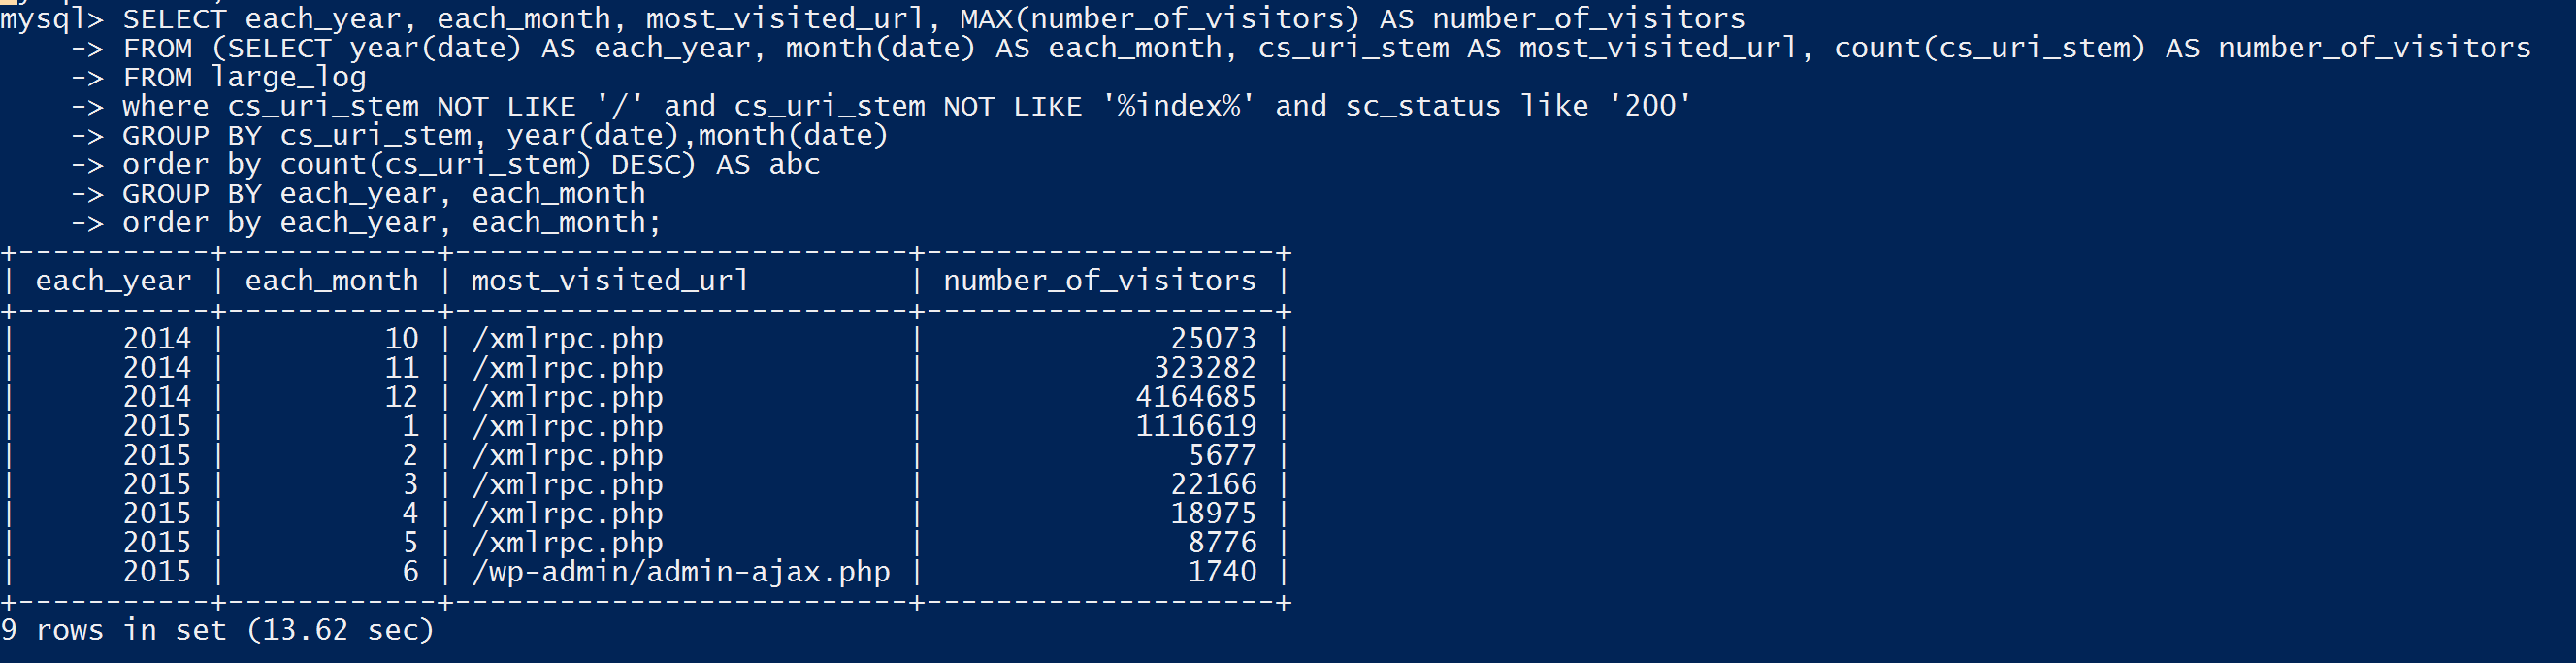 mysql> SELECT each_year, each_month, most_visited_url, MAX(number_of_visitors) AS number_of_visitors
    -> FROM (SELECT year(date) AS each_year, month(date) AS each_month, cs_uri_stem AS most_visited_url, count(cs_uri_stem) AS number_of_visitors
    -> FROM large_log
    -> where cs_uri_stem NOT LIKE '/' and cs_uri_stem NOT LIKE '%index%' and sc_status like '200'
    -> GROUP BY cs_uri_stem, year(date),month(date)
    -> order by count(cs_uri_stem) DESC) AS abc
    -> GROUP BY each_year, each_month
    -> order by each_year, each_month;
+-----------+------------+--------------------------+--------------------+
| each_year | each_month | most_visited_url         | number_of_visitors |
+-----------+------------+--------------------------+--------------------+
|      2014 |         10 | /xmlrpc.php              |              25073 |
|      2014 |         11 | /xmlrpc.php              |             323282 |
|      2014 |         12 | /xmlrpc.php              |            4164685 |
|      2015 |          1 | /xmlrpc.php              |            1116619 |
|      2015 |          2 | /xmlrpc.php              |               5677 |
|      2015 |          3 | /xmlrpc.php              |              22166 |
|      2015 |          4 | /xmlrpc.php              |              18975 |
|      2015 |          5 | /xmlrpc.php              |               8776 |
|      2015 |          6 | /wp-admin/admin-ajax.php |               1740 |
+-----------+------------+--------------------------+--------------------+
9 rows in set (13.62 sec)